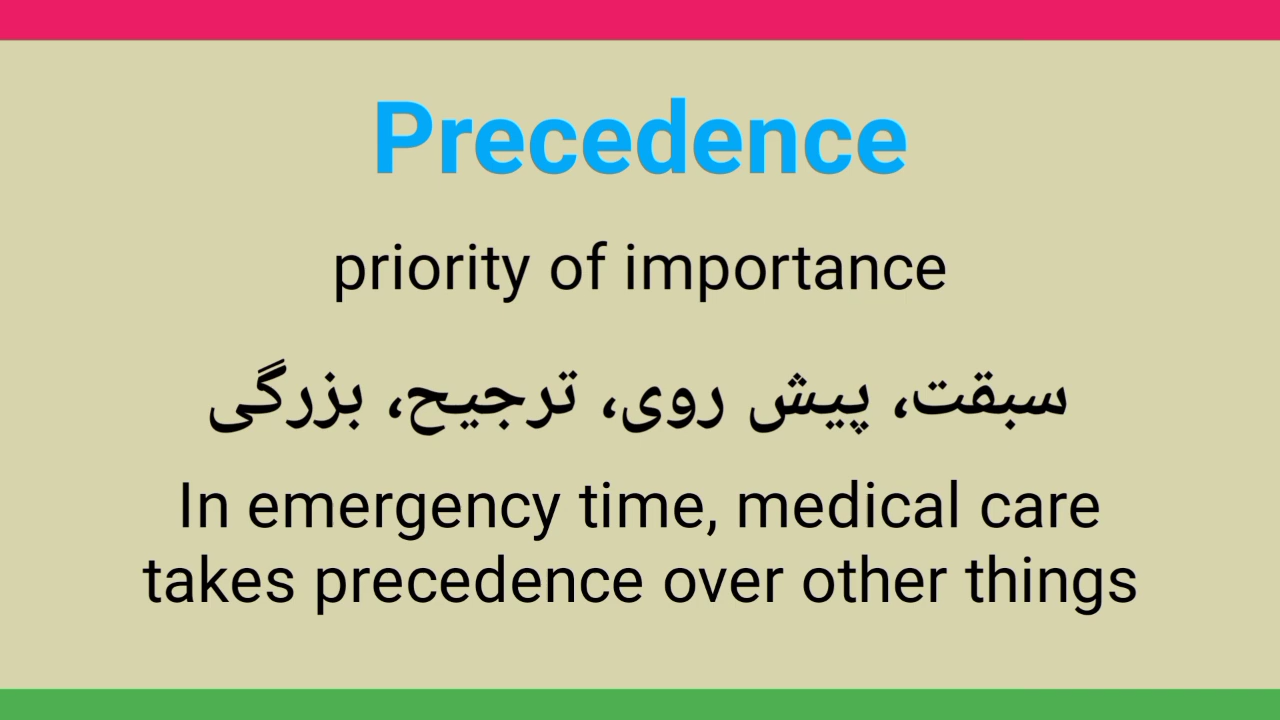 Precedence
priority of importance
سبقت، پیش روی، ترجیح، بزرگی
In emergency time, medical care
takes precedence over other things